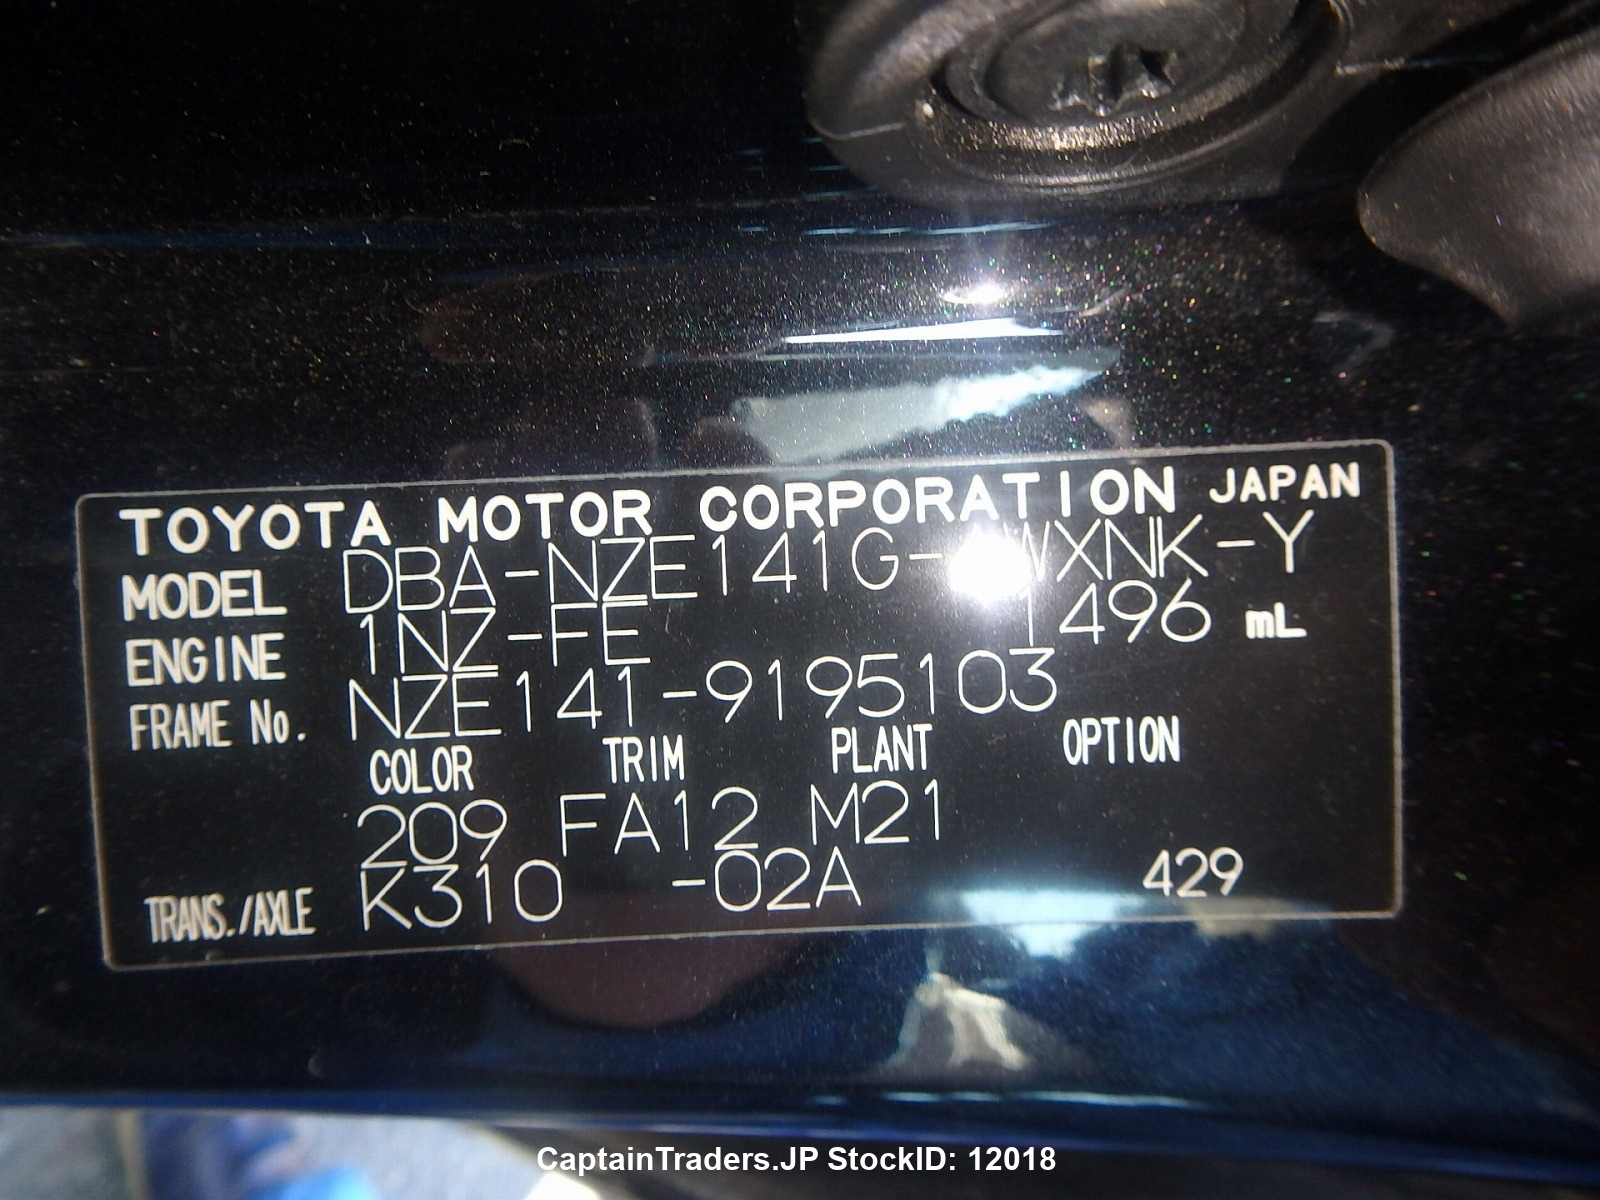 TOYOTA MOTOR CORPORATION JAPAN
MODEL DBA-NZE141G- WXNK-Y
ENGINE 1NZ-FE 1496 mL
FRAME No. NZE141-9195103
COLOR TRIM PLANT OPTION
209 FA12 M21
TRANS./AXLE K310 -02A 429
CaptainTraders.JP StockID: 12018